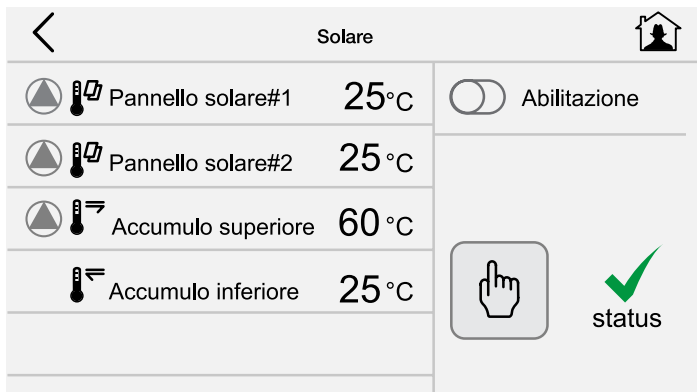 Solare
Pannello solare#1 25°C
Abilitazione
Pannello solare#2 25°C
Accumulo superiore 60°C
Accumulo inferiore 25°C
status